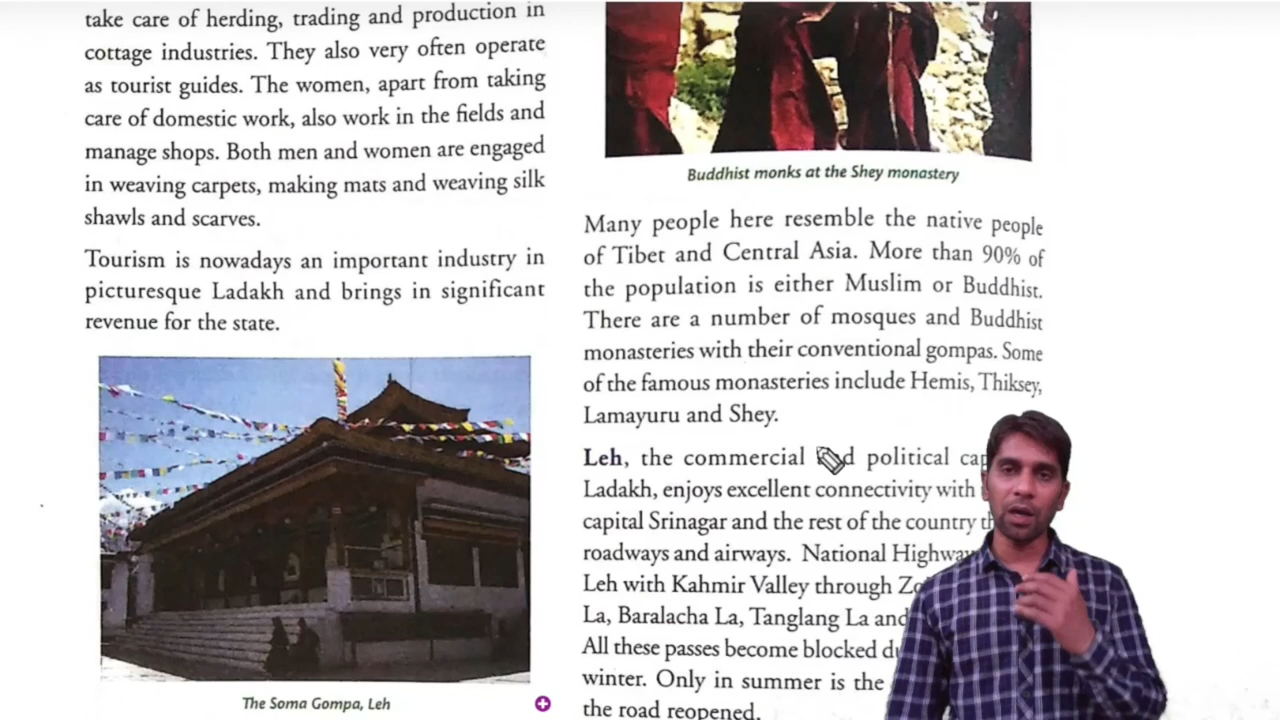 take care of herding, trading and production in
cottage industries. They also very often operate
as tourist guides. The women, apart from taking
care of domestic work, also work in the fields and
manage shops. Both men and women are engaged
in weaving carpets, making mats and weaving silk
shawls and scarves.
Tourism is nowadays an important industry in
picturesque Ladakh and brings in significant
revenue for the state.
The Soma Gompa, Leh
Buddhist monks at the Shey monastery
Many people here resemble the native people
of Tibet and Central Asia. More than 90% of
the population is either Muslim or Buddhist.
There are a number of mosques and Buddhist
monasteries with their conventional gompas. Some
of the famous monasteries include Hemis, Thiksey,
Lamayuru and Shey.
Leh, the commercial political
Ladakh, enjoys excellent connectivity with
capital Srinagar and the rest of the country
roadways and airways. National
Leh with Kahmir Valley through
La, Baralacha La, Tanglang La and
All these passes become blocked
winter. Only in summer is the
the road reopened.